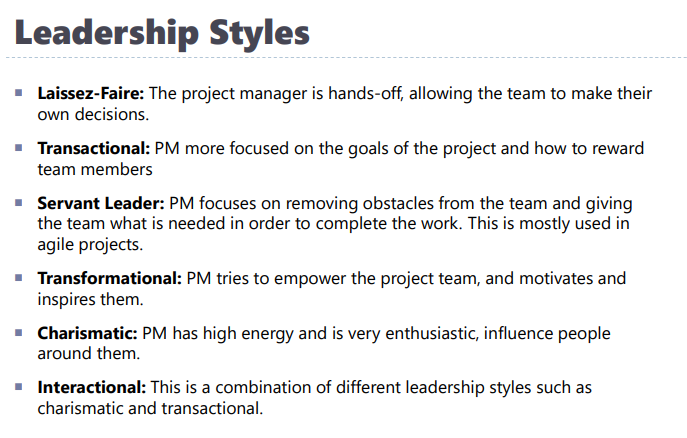 Leadership Styles
▪ Laissez-Faire: The project manager is hands-off, allowing the team to make their
own decisions.
▪ Transactional: PM more focused on the goals of the project and how to reward
team members
▪ Servant Leader: PM focuses on removing obstacles from the team and giving
the team what is needed in order to complete the work. This is mostly used in
agile projects.
▪ Transformational: PM tries to empower the project team, and motivates and
inspires them.
▪ Charismatic: PM has high energy and is very enthusiastic, influence people
around them.
▪ Interactional: This is a combination of different leadership styles such as
charismatic and transactional.